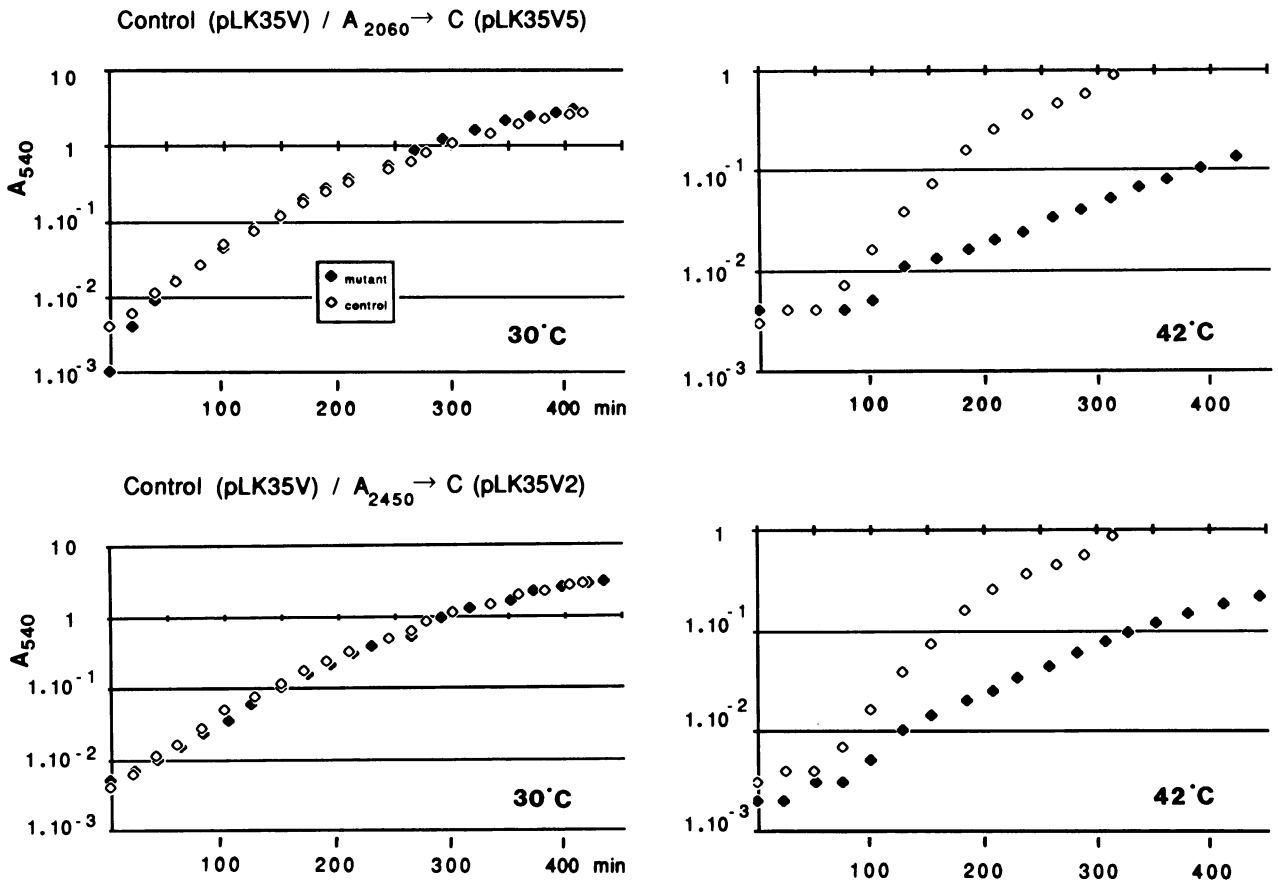 Control (pLK35V) / A2060→ C (pLK35V5)
A540
10
1
1.10-1
1.10-2
1.10-3
mutant
control
30°C
100 200 300 400 min
1
1.10-1
1.10-2
1.10-3
42°C
100 200 300 400
Control (pLK35V) / A2450→ C (pLK35V2)
A540
10
1
1.10-1
1.10-2
1.10-3
30°C
100 200 300 400 min
1
1.10-1
1.10-2
1.10-3
42°C
100 200 300 400